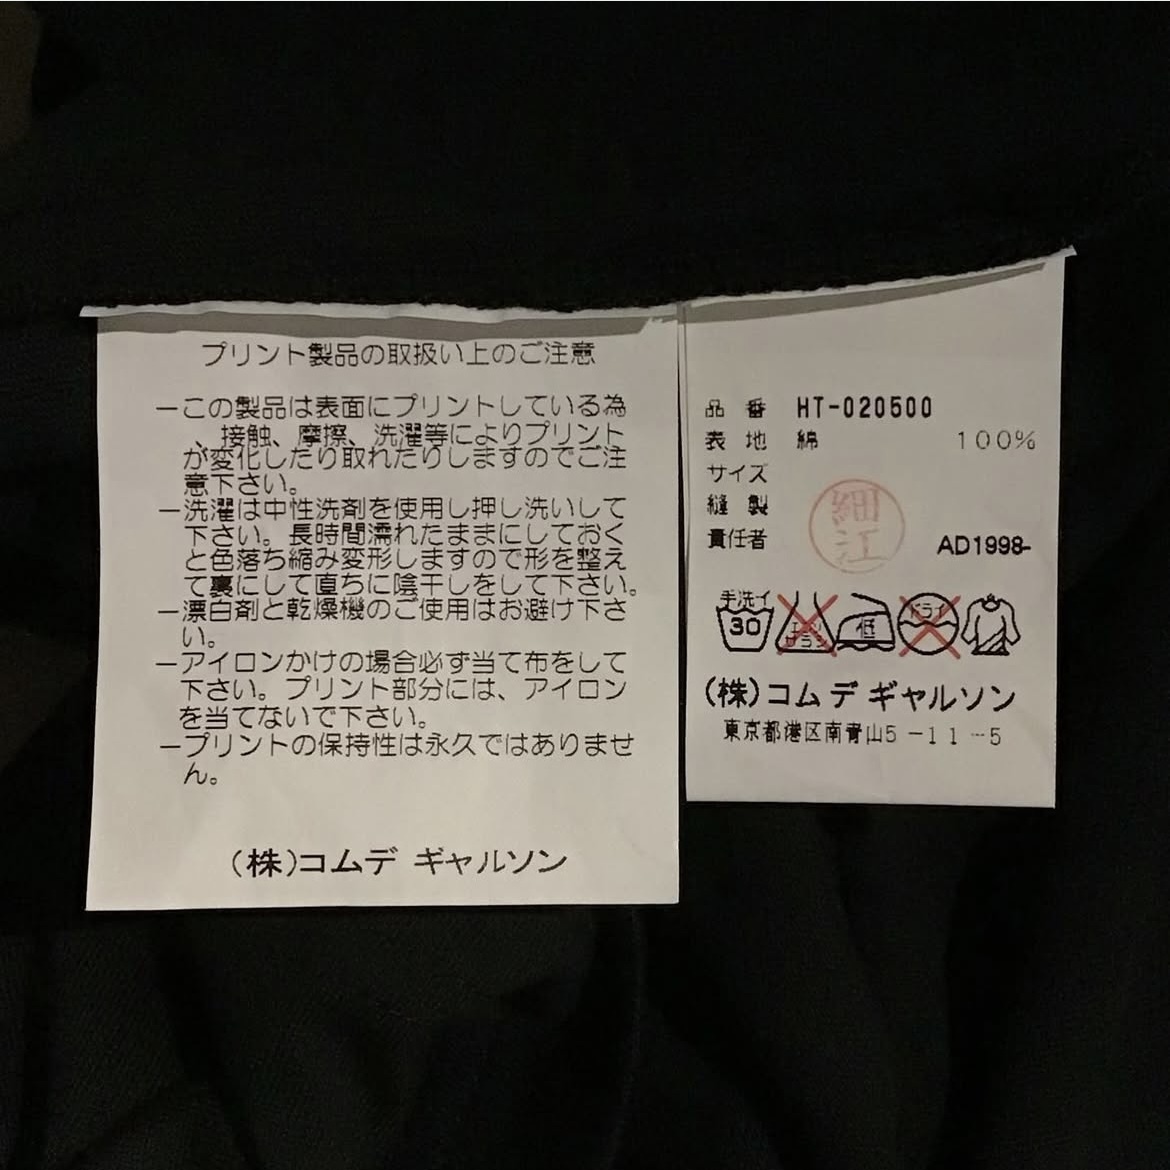 プリント製品の取扱い上のご注意
ーこの製品は表面にプリントしている為
、接触、摩擦、洗濯等によりプリント
が変化したり取れたりしますのでご注
意下さい。
ー洗濯は中性洗剤を使用し押し洗いして
下さい。長時間濡れたままにしておく
と色落ち縮み変形しますので形を整え
て裏にして直ちに陰干しをして下さい。
ー漂白剤と乾燥機のご使用はお避け下さ
い。
ーアイロンかけの場合必ず当て布をして
下さい。プリント部分には、アイロン
を当てないで下さい。
ープリントの保持性は永久ではありませ
ん。
(株)コムデ ギャルソン
品番 HT-020500
表地 綿 100%
サイズ
縫製
責任者
細江
AD1998-
手洗イ
30
エンソ
サラシ
低
ドライ
(株)コムデ ギャルソン
東京都港区南青山5-11-5